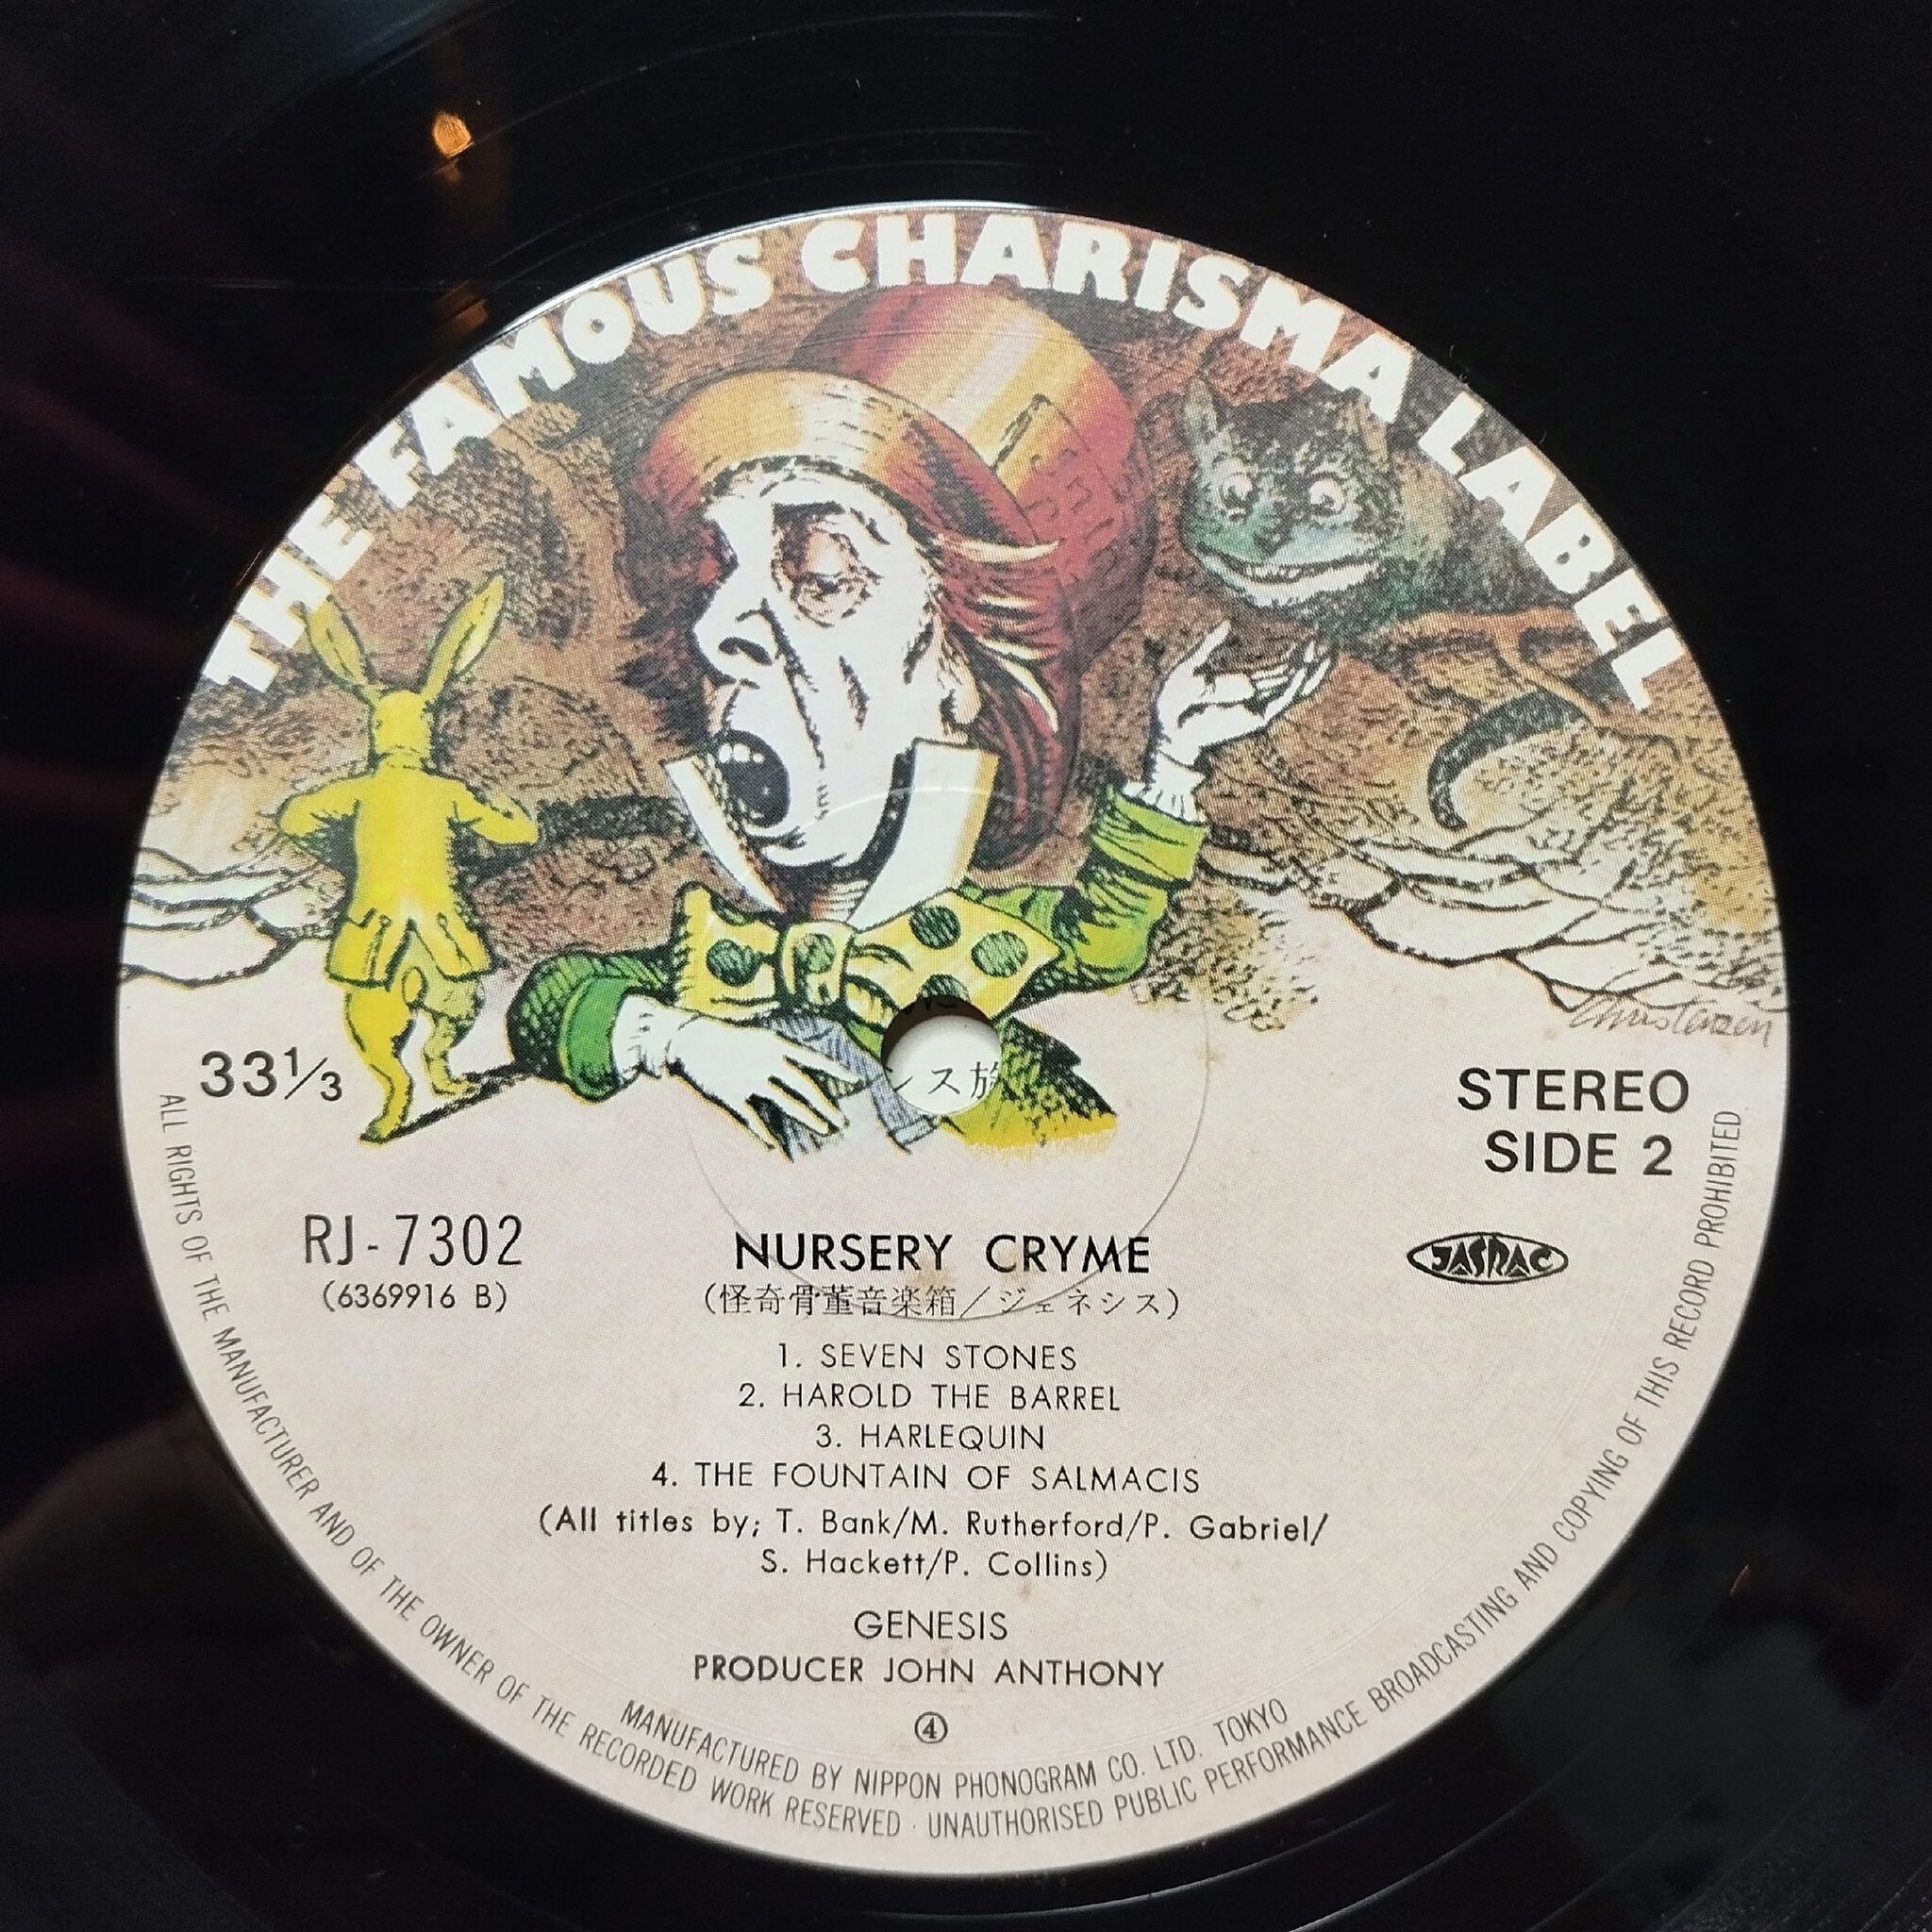 THE FAMOUS CHARISMA LABEL
Christensen
33⅓
STEREO
SIDE 2
ンス族
RJ-7302
(6369916 B)
NURSERY CRYME
(怪奇骨董音楽箱/ジェネシス)
JASRAC
1. SEVEN STONES
2. HAROLD THE BARREL
3. HARLEQUIN
4. THE FOUNTAIN OF SALMACIS
(All titles by; T. Bank/M. Rutherford/P. Gabriel/
S. Hackett/P. Collins)
GENESIS
PRODUCER JOHN ANTHONY
④
MANUFACTURED BY NIPPON PHONOGRAM CO. LTD. TOKYO
ALL RIGHTS OF THE MANUFACTURER AND OF THE OWNER OF THE RECORDED WORK RESERVED · UNAUTHORISED PUBLIC PERFORMANCE BROADCASTING AND COPYING OF THIS RECORD PROHIBITED